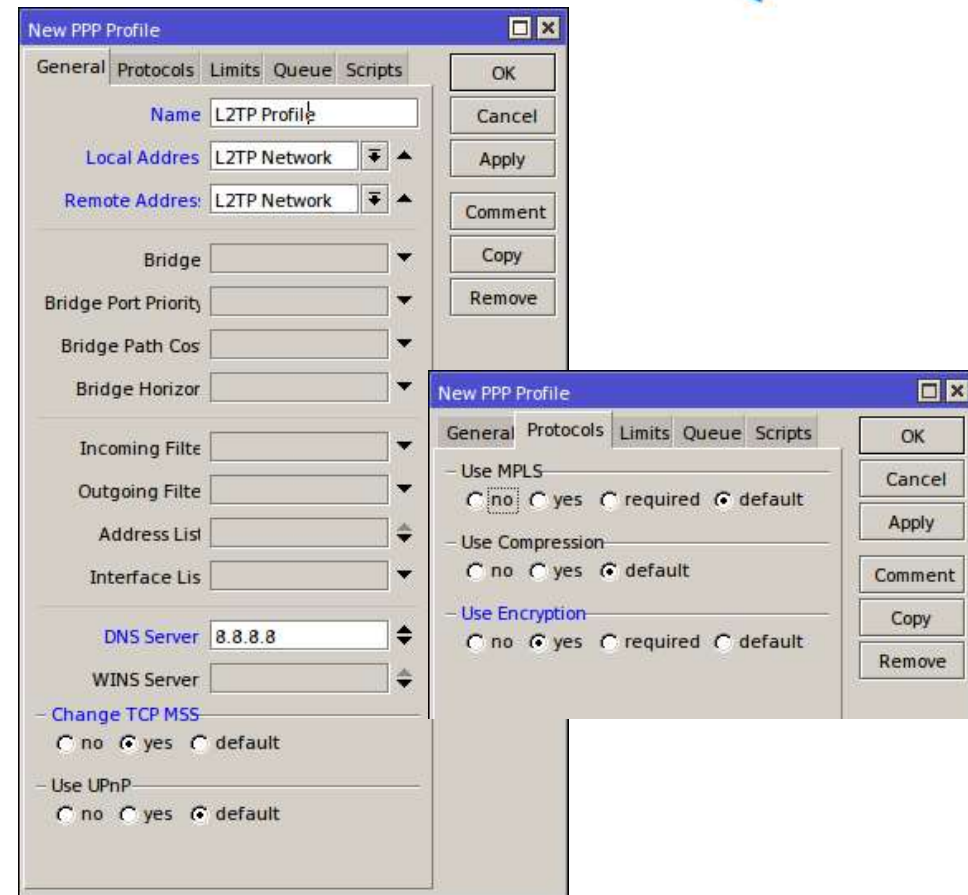 New PPP Profile
General Protocols Limits Queue Scripts
Name L2TP Profile
Local Addres L2TP Network
Remote Addres L2TP Network
Bridge
Bridge Port Priority
Bridge Path Cos
Bridge Horizor
Incoming Filte
Outgoing Filte
Address List
Interface Lis
DNS Server 8.8.8.8
WINS Server
Change TCP MSS
no yes default
Use UPnP
no yes default
OK
Cancel
Apply
Comment
Copy
Remove
New PPP Profile
General Protocols Limits Queue Scripts
Use MPLS
no yes required default
Use Compression
no yes default
Use Encryption
no yes required default
OK
Cancel
Apply
Comment
Copy
Remove